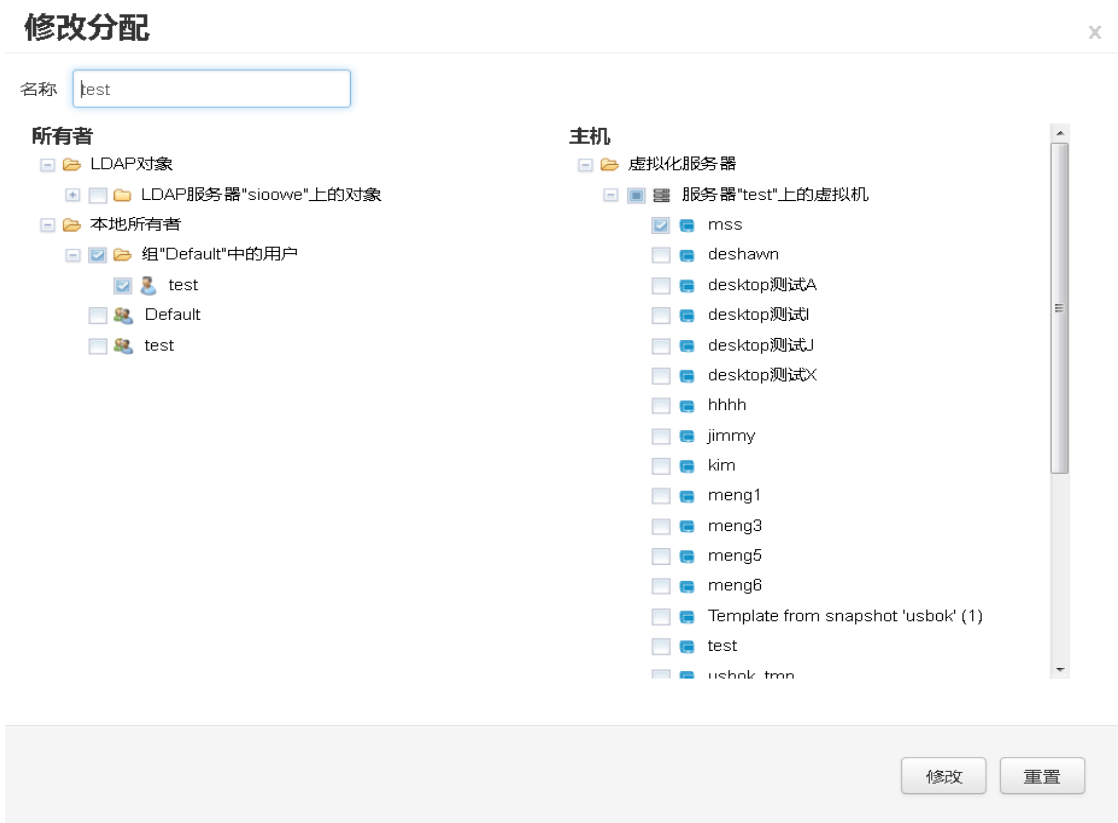 修改分配
x
名称 test
所有者
LDAP对象
LDAP服务器"sioowe"上的对象
本地所有者
组"Default"中的用户
test
Default
test
主机
虚拟化服务器
服务器"test"上的虚拟机
mss
deshawn
desktop测试A
desktop测试I
desktop测试J
desktop测试X
hhhh
jimmy
kim
meng1
meng3
meng5
meng6
Template from snapshot 'usbok' (1)
test
usbok_tmp
修改 重置